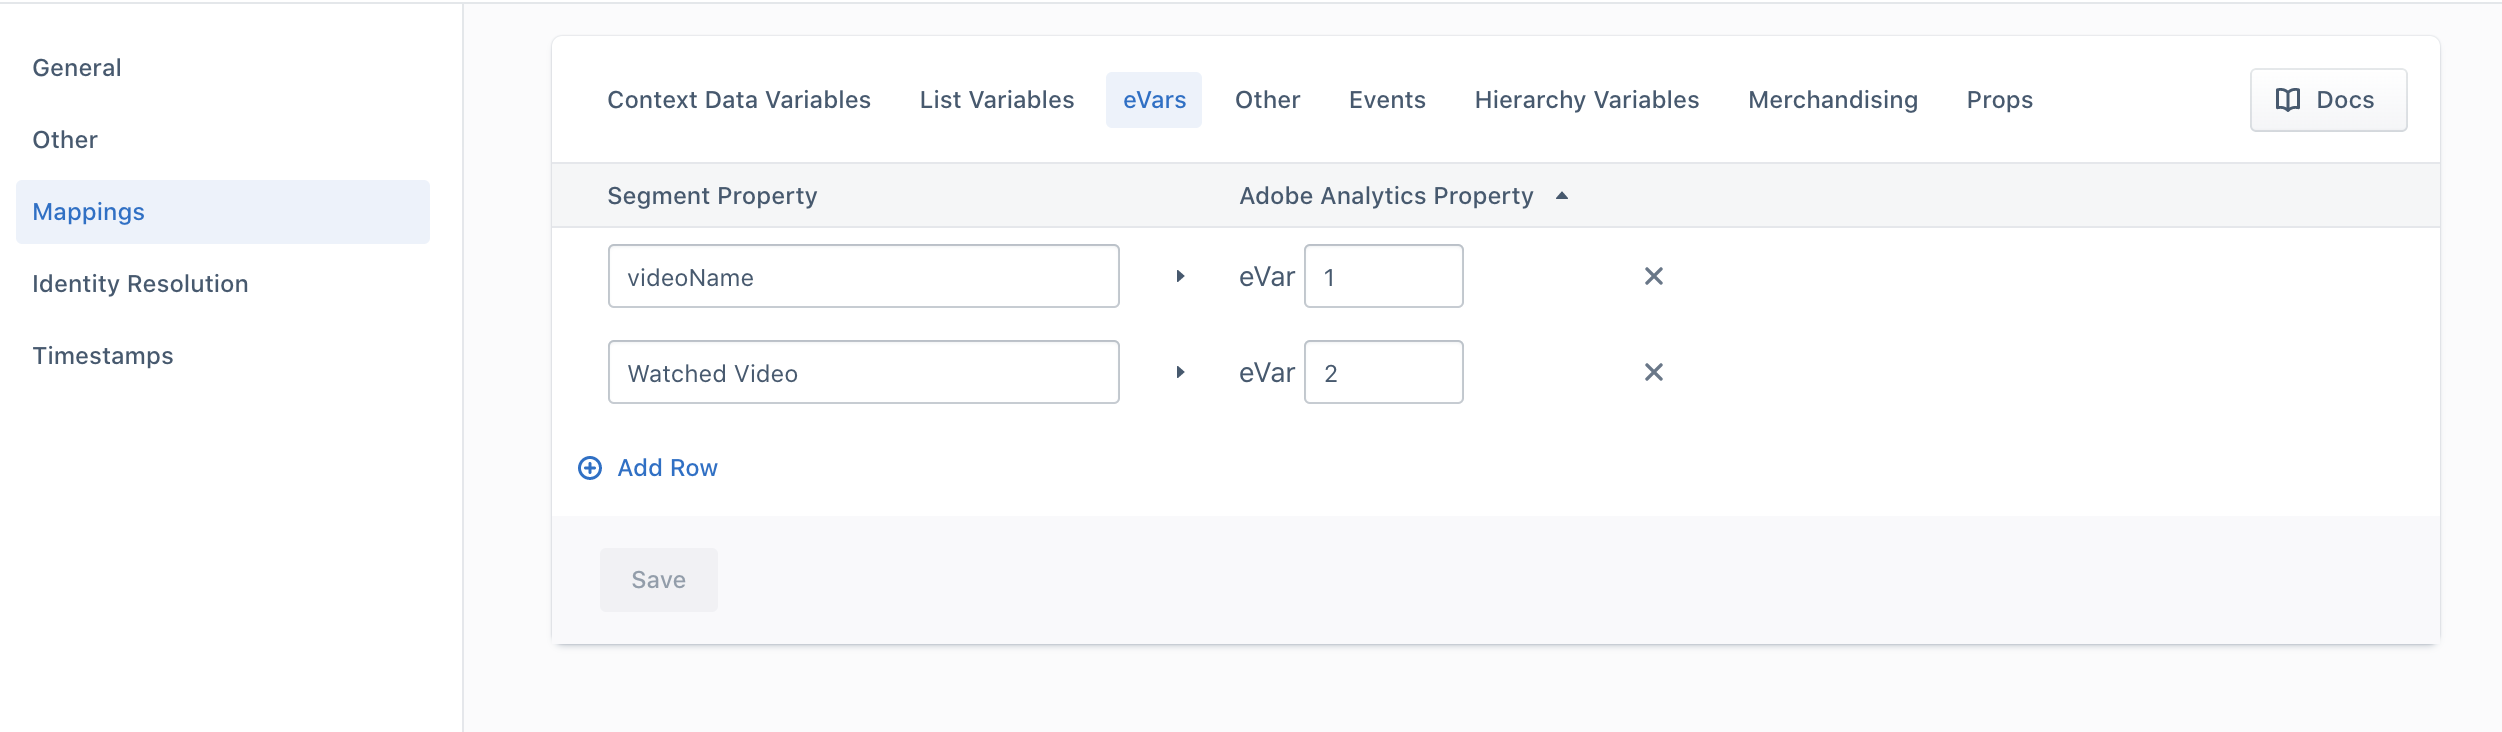 General
Other
Mappings
Identity Resolution
Timestamps
Context Data Variables List Variables eVars Other Events Hierarchy Variables Merchandising Props Docs
Segment Property Adobe Analytics Property
videoName eVar 1
Watched Video eVar 2
Add Row
Save